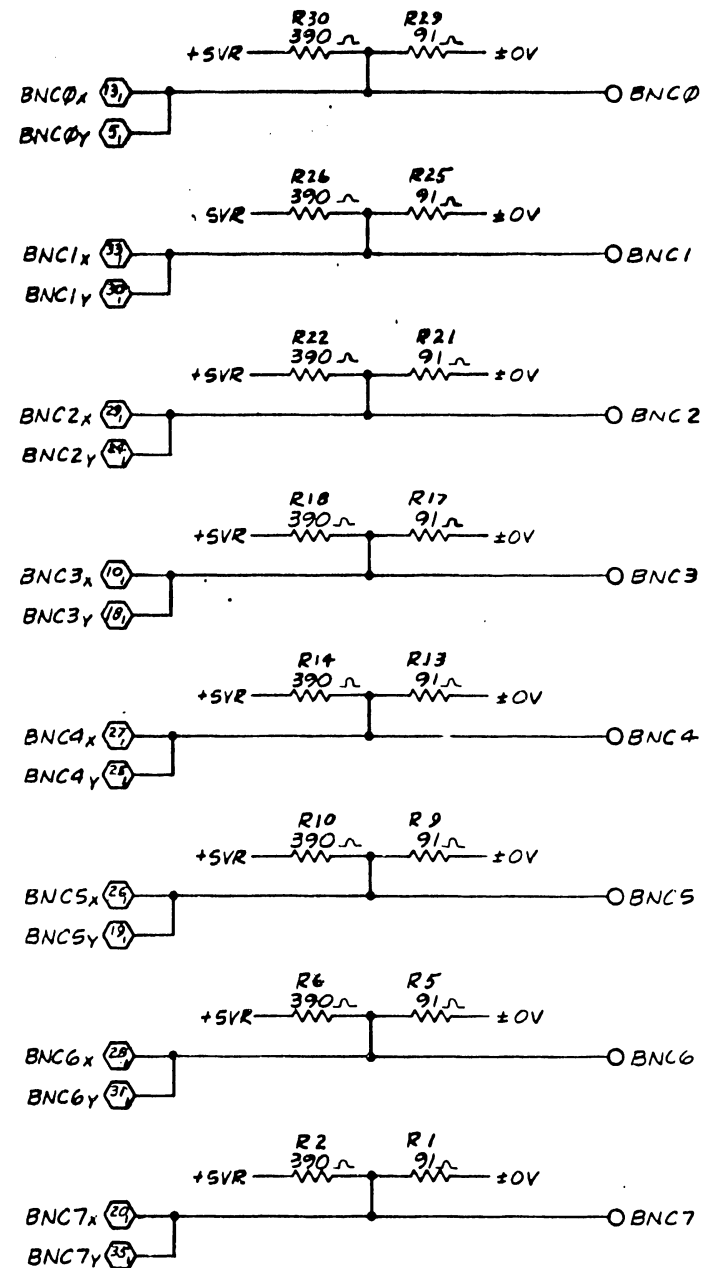 R30 R29
390 Ω 91 Ω
+5VR ±0V
BNCØX 13, BNCØ
BNCØY 5,
R26 R25
390 Ω 91 Ω
5VR ±0V
BNC1X 33, BNC1
BNC1Y 30,
R22 R21
390 Ω 91 Ω
+5VR ±0V
BNC2X 29, BNC2
BNC2Y
R18 R17
390 Ω 91 Ω
+5VR ±0V
BNC3X 10, BNC3
BNC3Y 18,
R14 R13
390 Ω 91 Ω
+5VR ±0V
BNC4X 27, BNC4
BNC4Y 25,
R10 R9
390 Ω 91 Ω
+5VR ±0V
BNC5X 26, BNC5
BNC5Y 19,
R6 R5
390 Ω 91 Ω
+5VR ±0V
BNC6X 28, BNC6
BNC6Y 31,
R2 R1
390 Ω 91 Ω
+5VR ±0V
BNC7X 20, BNC7
BNC7Y 35,